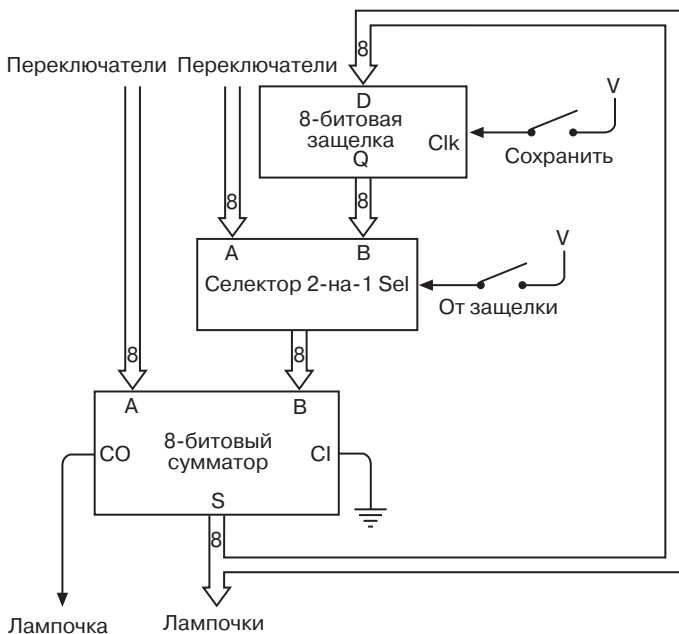 8
Переключатели
Переключатели
D
8-битовая
защелка
Q
Clk
V
Сохранить
8
8
A
B
Селектор 2-на-1 Sel
V
От защелки
8
8
A
B
CO
8-битовый
сумматор
CI
S
8
Лампочка
Лампочки